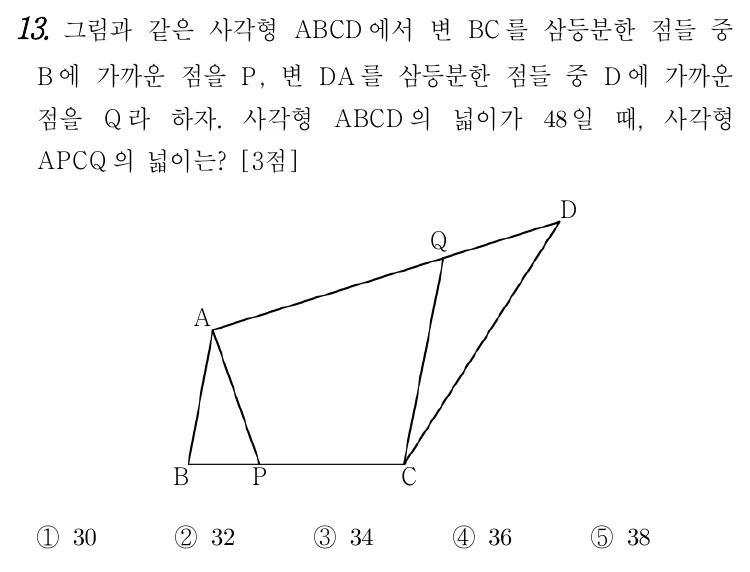 13. 그림과 같은 사각형 ABCD에서 변 BC를 삼등분한 점들 중
B에 가까운 점을 P, 변 DA를 삼등분한 점들 중 D에 가까운
점을 Q라 하자. 사각형 ABCD의 넓이가 48일 때, 사각형
APCQ의 넓이는? [3점]
D
Q
A
B P C
① 30 ② 32 ③ 34 ④ 36 ⑤ 38